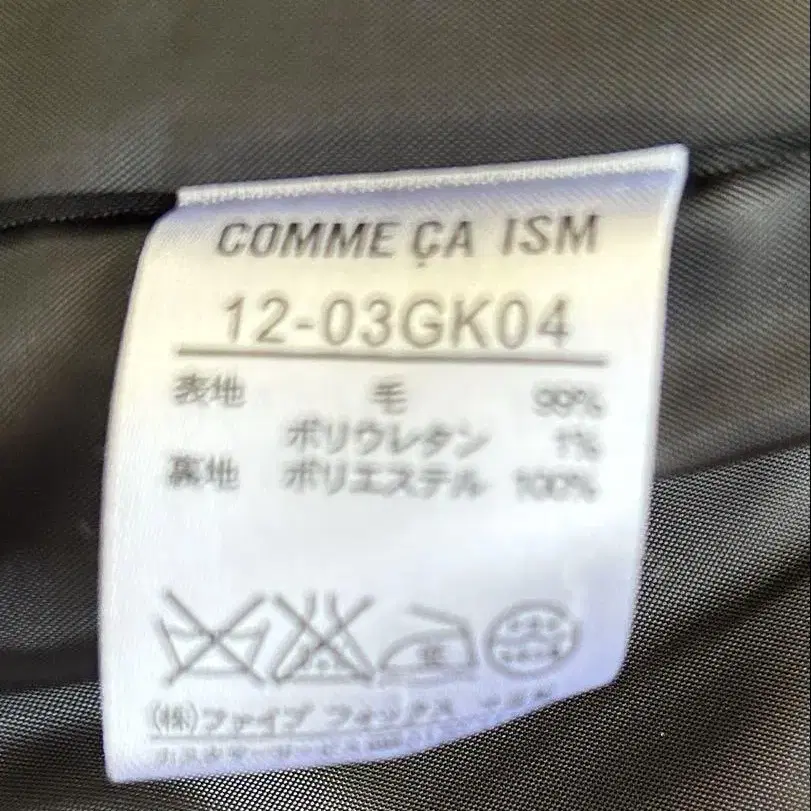 COMME ÇA ISM
12-03GK04
表地 毛 99%
ポリウレタン 1%
裏地 ポリエステル 100%
(株)ファイブ フォックス